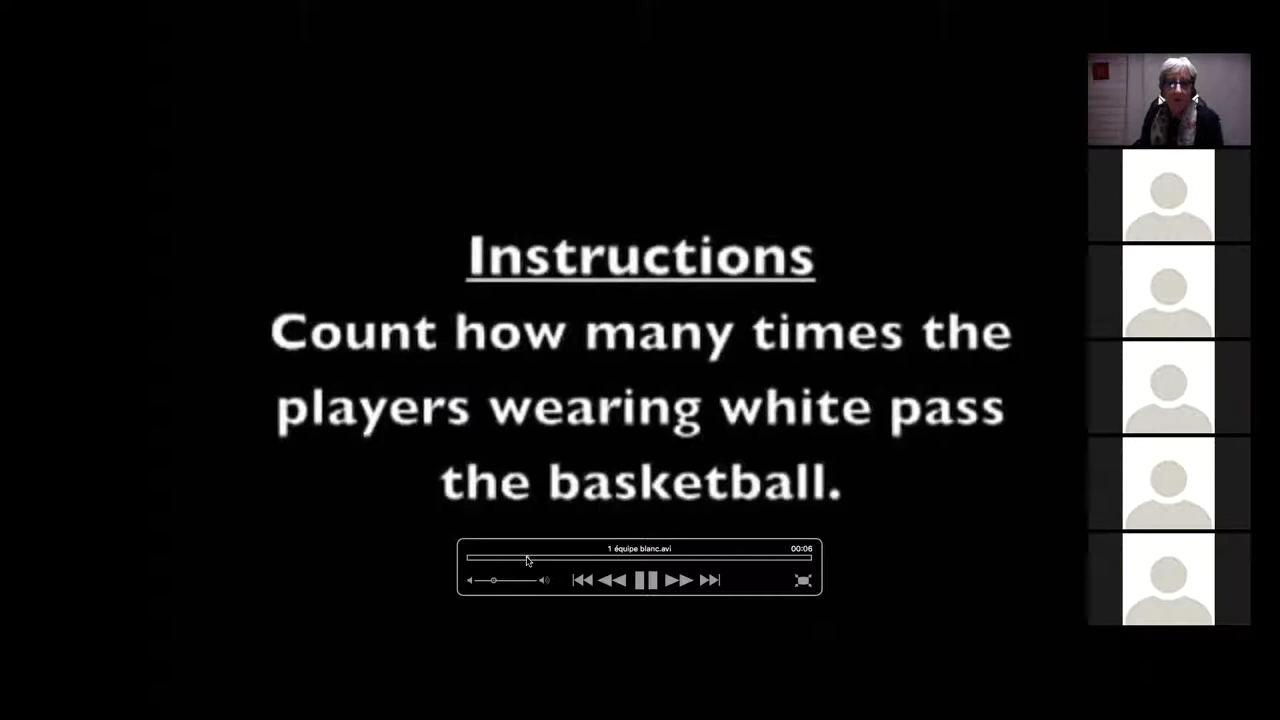 Instructions
Count how many times the
players wearing white pass
the basketball.
1 équipe blanc.avi
00:06